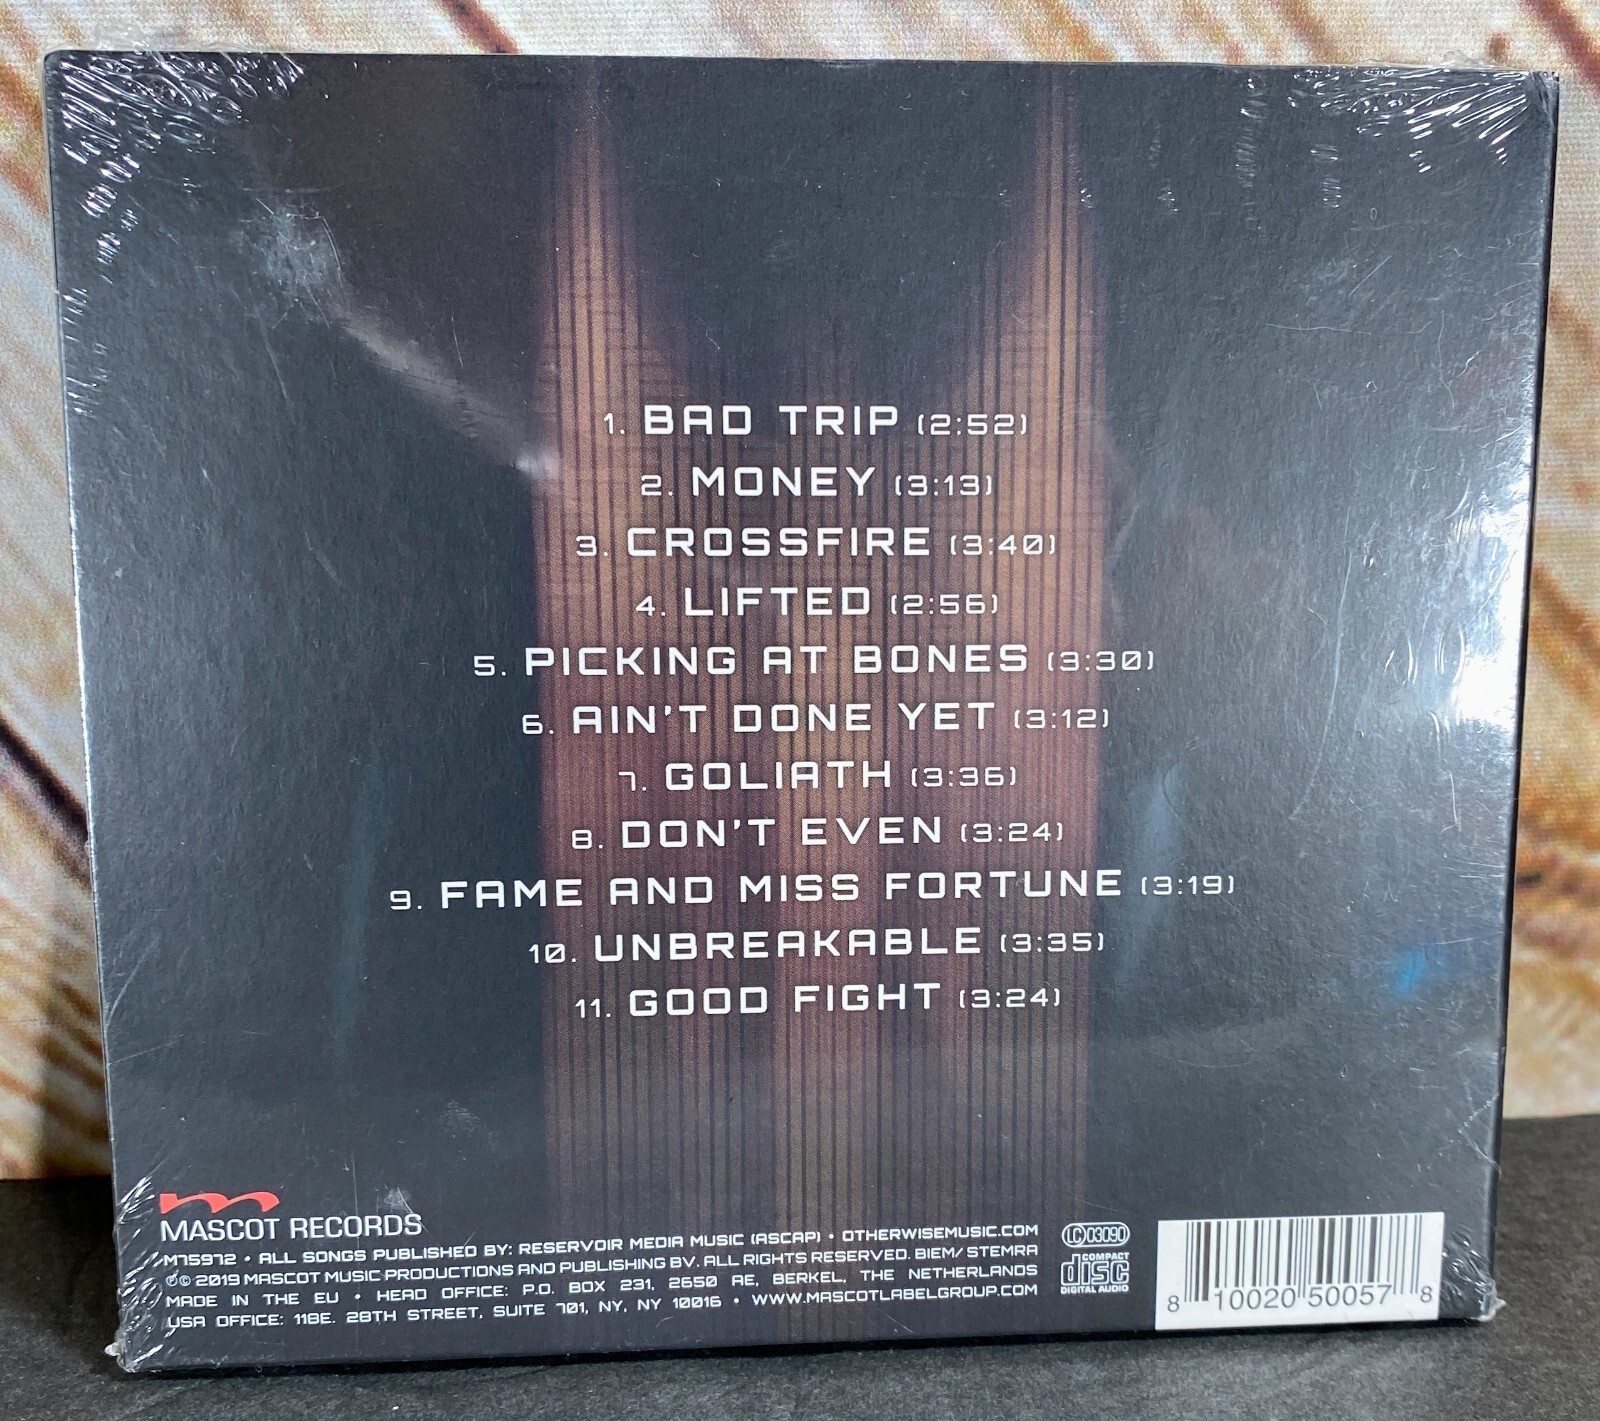 1. BAD TRIP (2:52)
2. MONEY (3:13)
3. CROSSFIRE (3:40)
4. LIFTED (2:56)
5. PICKING AT BONES (3:30)
6. AIN'T DONE YET (3:12)
7. GOLIATH (3:36)
8. DON'T EVEN (3:24)
9. FAME AND MISS FORTUNE (3:19)
10. UNBREAKABLE (3:35)
11. GOOD FIGHT (3:24)
m
MASCOT RECORDS
M75972 • ALL SONGS PUBLISHED BY: RESERVOIR MEDIA MUSIC (ASCAP) • OTHERWISEMUSIC.COM
℗© 2019 MASCOT MUSIC PRODUCTIONS AND PUBLISHING BV. ALL RIGHTS RESERVED. BIEM/STEMRA
MADE IN THE EU • HEAD OFFICE: P.O. BOX 231, 2650 AE, BERKEL, THE NETHERLANDS
USA OFFICE: 118E. 28TH STREET, SUITE 701, NY, NY 10016 • WWW.MASCOTLABELGROUP.COM
LC 03090
COMPACT
disc
DIGITAL AUDIO
8 10020 50057 8